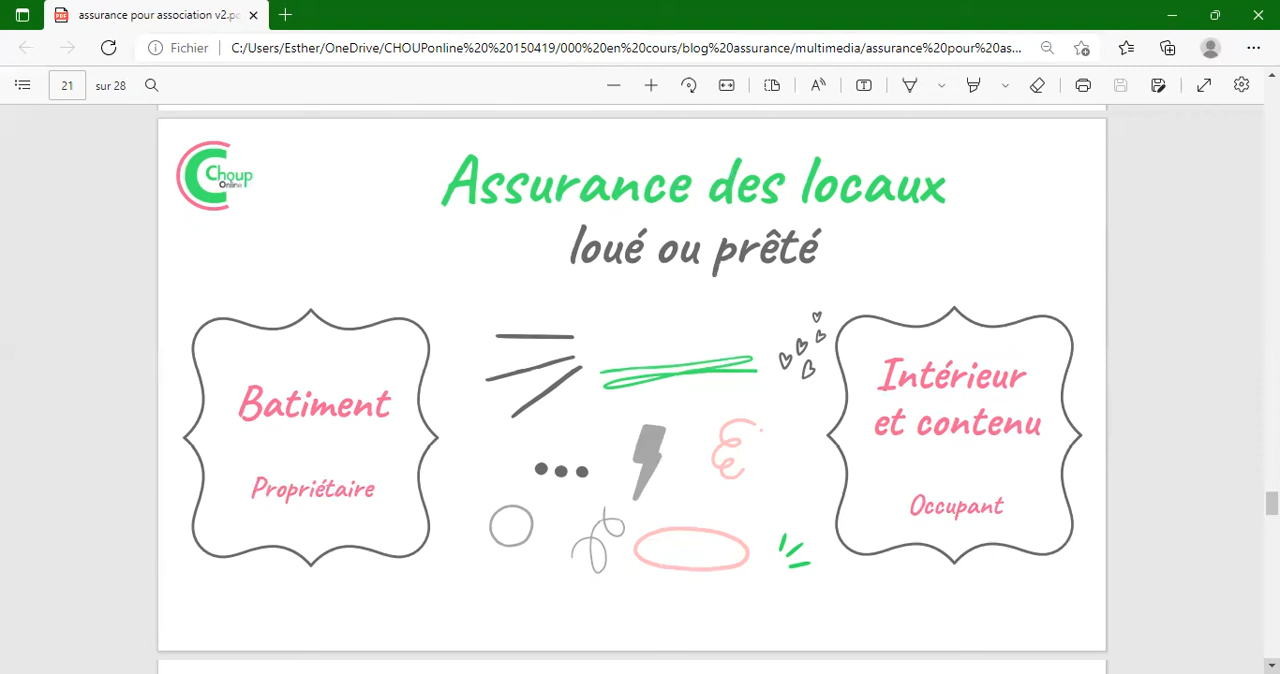 assurance pour association v2.p
Fichier
C:/Users/Esther/OneDrive/CHOUPonline%20%20150419/000%20en%20cours/blog%20assurance/multimedia/assurance%20pour%20as...
21
sur 28
Choup
Online
Assurance des locaux
loué ou prêté
Batiment
Propriétaire
Intérieur
et contenu
Occupant